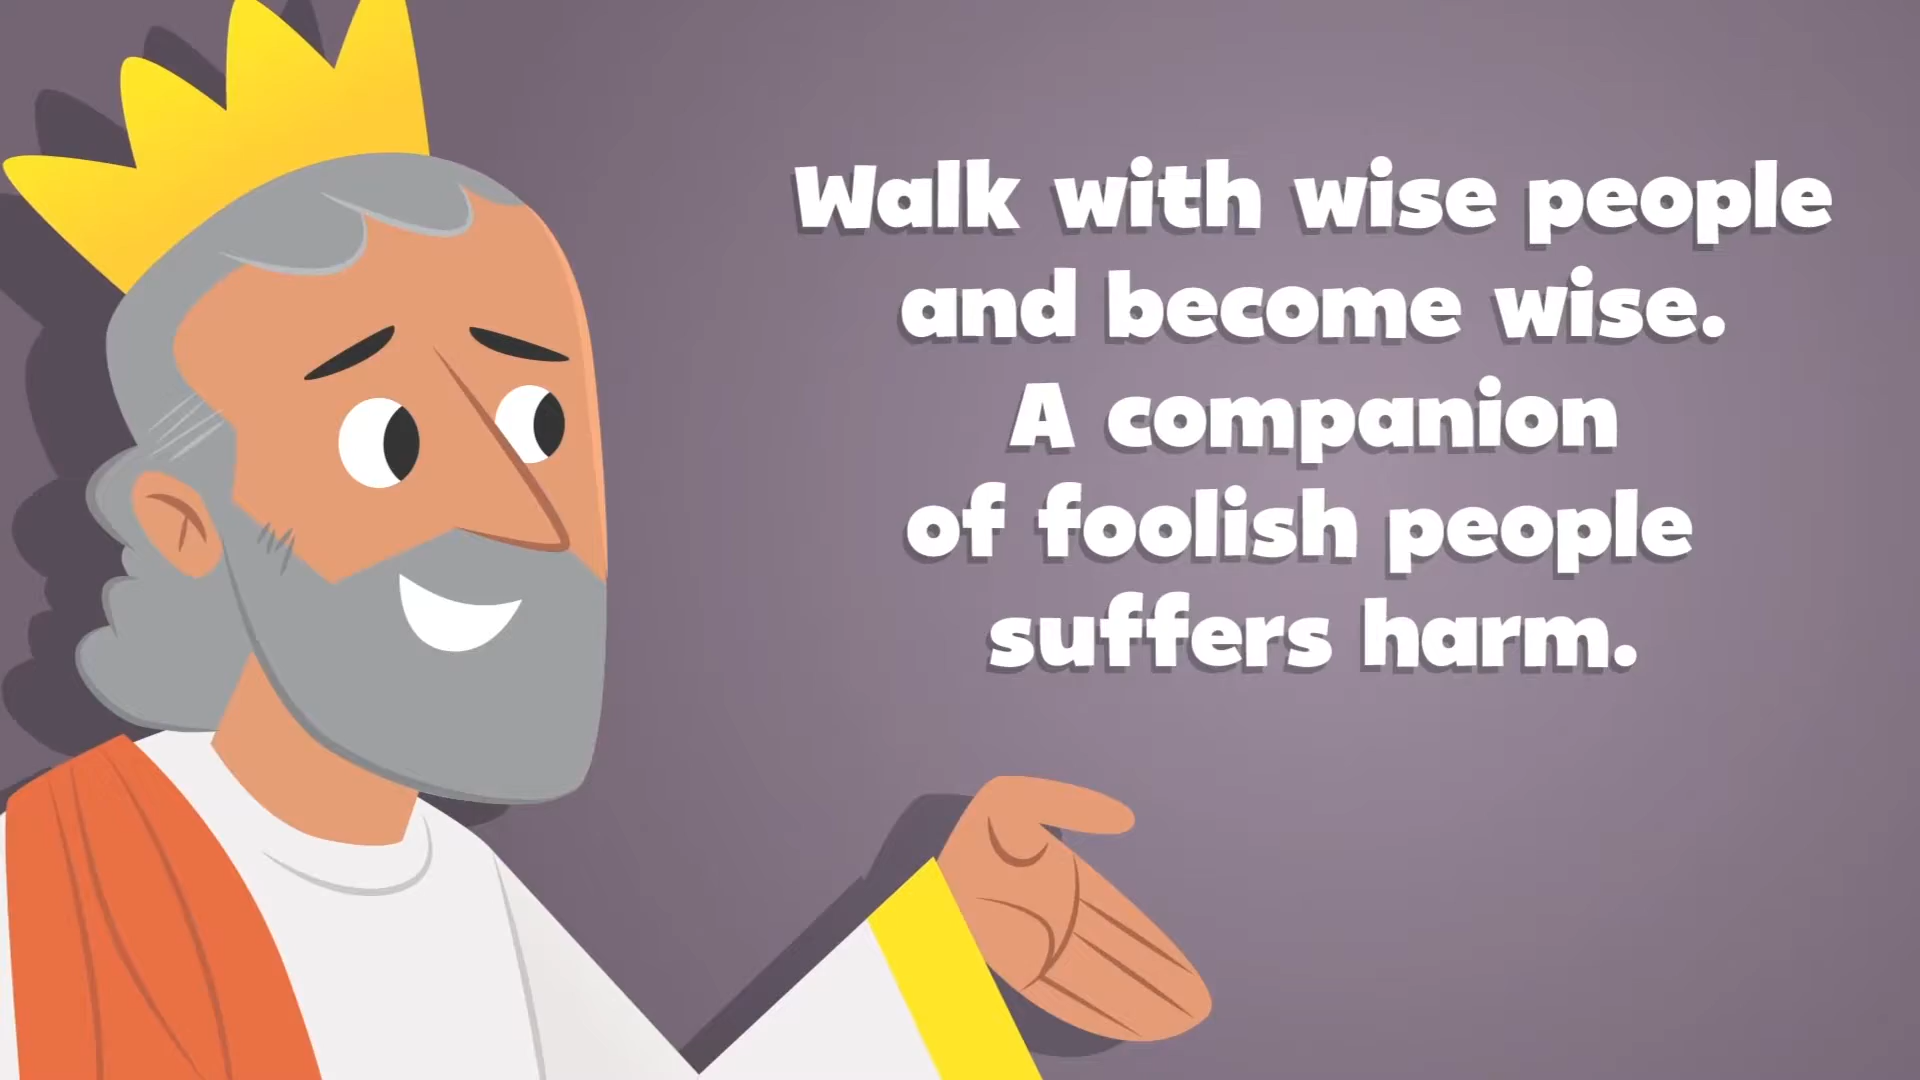 Walk with wise people
and become wise.
A companion
of foolish people
suffers harm.